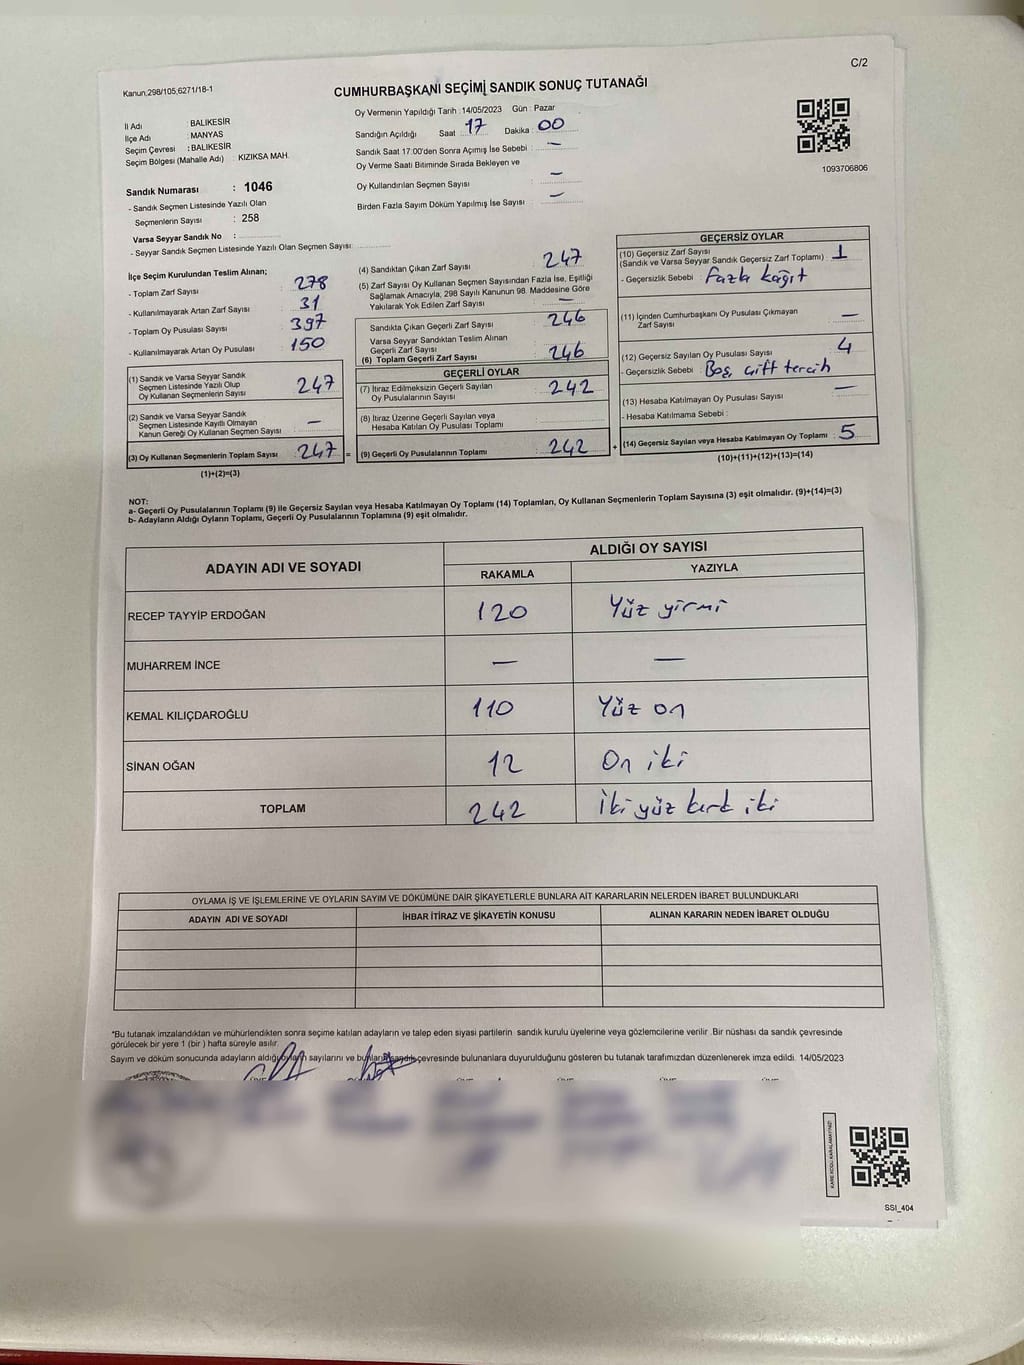 C/2
Kanun,298/105,6271/18-1
CUMHURBAŞKANI SEÇİMİ SANDIK SONUÇ TUTANAĞI
İl Adı : BALIKESİR
İlçe Adı : MANYAS
Seçim Çevresi : BALIKESİR
Seçim Bölgesi (Mahalle Adı) : KIZIKSA MAH.
Oy Vermenin Yapıldığı Tarih : 14/05/2023 Gün : Pazar
Sandığın Açıldığı Saat : 17 Dakika : 00
Sandık Saat 17:00'den Sonra Açımış İse Sebebi : —
Oy Verme Saati Bitiminde Sırada Bekleyen ve
Oy Kullandırılan Seçmen Sayısı : —
Birden Fazla Sayım Döküm Yapılmış İse Sayısı : —
1093706806
Sandık Numarası : 1046
- Sandık Seçmen Listesinde Yazılı Olan
Seçmenlerin Sayısı : 258
Varsa Seyyar Sandık No :
- Seyyar Sandık Seçmen Listesinde Yazılı Olan Seçmen Sayısı:
İlçe Seçim Kurulundan Teslim Alınan;
- Toplam Zarf Sayısı : 278
- Kullanılmayarak Artan Zarf Sayısı : 31
- Toplam Oy Pusulası Sayısı : 397
- Kullanılmayarak Artan Oy Pusulası : 150
(1) Sandık ve Varsa Seyyar Sandık
Seçmen Listesinde Yazılı Olup
Oy Kullanan Seçmenlerin Sayısı : 247
(2) Sandık ve Varsa Seyyar Sandık
Seçmen Listesinde Kayıtlı Olmayan
Kanun Gereği Oy Kullanan Seçmen Sayısı : —
(3) Oy Kullanan Seçmenlerin Toplam Sayısı : 247 =
(1)+(2)=(3)
(4) Sandıktan Çıkan Zarf Sayısı : 247
(5) Zarf Sayısı Oy Kullanan Seçmen Sayısından Fazla İse, Eşitliği
Sağlamak Amacıyla, 298 Sayılı Kanunun 98. Maddesine Göre
Yakılarak Yok Edilen Zarf Sayısı : —
Sandıkta Çıkan Geçerli Zarf Sayısı : 246
Varsa Seyyar Sandıktan Teslim Alınan
Geçerli Zarf Sayısı
(6) Toplam Geçerli Zarf Sayısı : 246
GEÇERLİ OYLAR
(7) İtiraz Edilmeksizin Geçerli Sayılan
Oy Pusulasının Sayısı : 242
(8) İtiraz Üzerine Geçerli Sayılan veya
Hesaba Katılan Oy Pusulası Toplamı
(9) Geçerli Oy Pusulalarının Toplamı : 242 +
GEÇERSİZ OYLAR
(10) Geçersiz Zarf Sayısı
(Sandık ve Varsa Seyyar Sandık Geçersiz Zarf Toplamı) : 1
- Geçersizlik Sebebi : Fazla kağıt
(11) İçinden Cumhurbaşkanı Oy Pusulası Çıkmayan
Zarf Sayısı : —
(12) Geçersiz Sayılan Oy Pusulası Sayısı : 4
- Geçersizlik Sebebi : Boş, çift tercih
(13) Hesaba Katılmayan Oy Pusulası Sayısı : —
- Hesaba Katılmama Sebebi :
(14) Geçersiz Sayılan veya Hesaba Katılmayan Oy Toplamı : 5
(10)+(11)+(12)+(13)=(14)
NOT:
a- Geçerli Oy Pusulalarının Toplamı (9) ile Geçersiz Sayılan veya Hesaba Katılmayan Oy Toplamı (14) Toplamları, Oy Kullanan Seçmenlerin Toplam Sayısına (3) eşit olmalıdır. (9)+(14)=(3)
b- Adayların Aldığı Oyların Toplamı, Geçerli Oy Pusulalarının Toplamına (9) eşit olmalıdır.
ADAYIN ADI VE SOYADI ALDIĞI OY SAYISI
RAKAMLA YAZIYLA
RECEP TAYYİP ERDOĞAN 120 Yüz yirmi
MUHARREM İNCE — —
KEMAL KILIÇDAROĞLU 110 Yüz on
SİNAN OĞAN 12 On iki
TOPLAM 242 İki yüz kırk iki
OYLAMA İŞ VE İŞLEMLERİNE VE OYLARIN SAYIM VE DÖKÜMÜNE DAİR ŞİKAYETLERLE BUNLARA AİT KARARLARIN NELERDEN İBARET BULUNDUKLARI
ADAYIN ADI VE SOYADI İHBAR İTİRAZ VE ŞİKAYETİN KONUSU ALINAN KARARIN NEDEN İBARET OLDUĞU
*Bu tutanak imzalandıktan ve mühürlendikten sonra seçime katılan adayların ve talep eden siyasi partilerin sandık kurulu üyelerine veya gözlemcilerine verilir .Bir nüshası da sandık çevresinde
görülecek bir yere 1 (bir ) hafta süreyle asılır.
Sayım ve döküm sonucunda adayların aldığı oyların sayılarını ve bunların sandık çevresinde bulunanlara duyurulduğunu gösteren bu tutanak tarafımızdan düzenlenerek imza edildi. 14/05/2023
KARE KODU KARALAMAYINIZ!
SSI_404